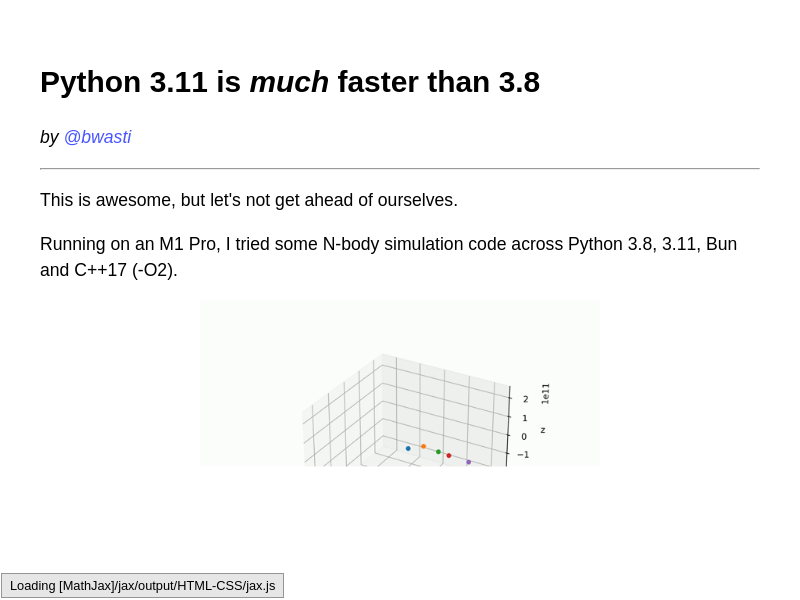 Python 3.11 is much faster than 3.8
by @bwasti
This is awesome, but let's not get ahead of ourselves.
Running on an M1 Pro, I tried some N-body simulation code across Python 3.8, 3.11, Bun
and C++17 (-O2).
1e11
2
1
0
z
−1
Loading [MathJax]/jax/output/HTML-CSS/jax.js